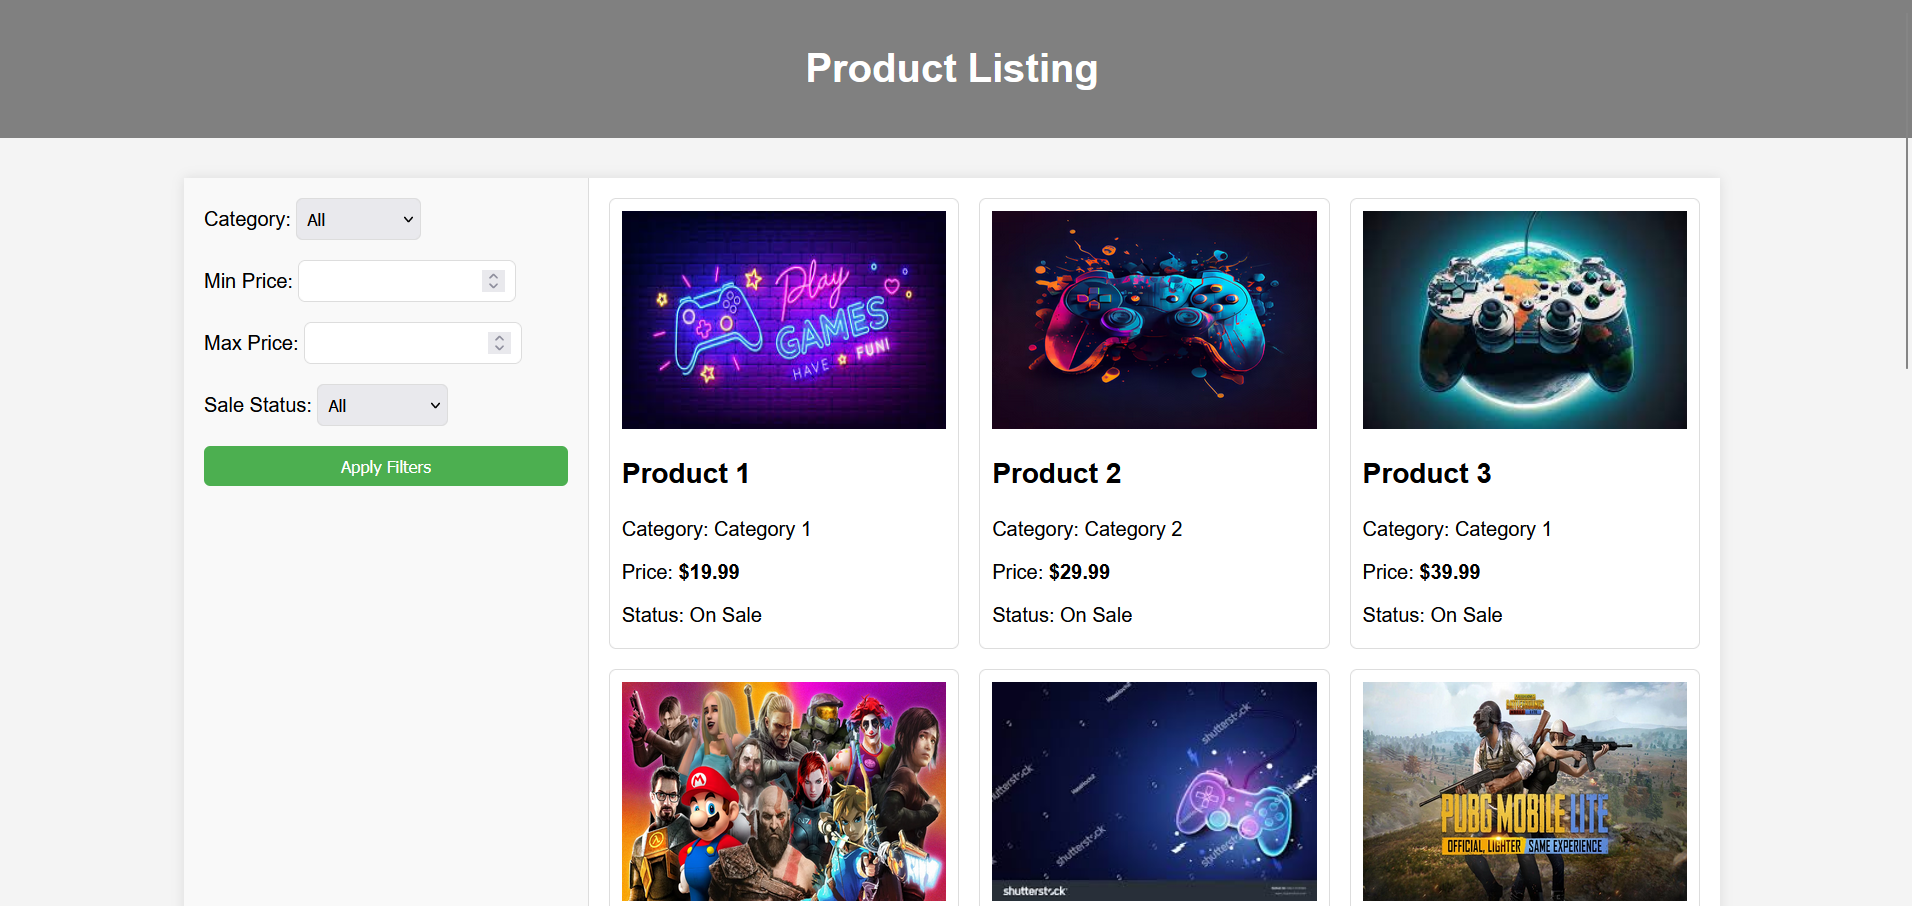 Product Listing
Category: All
Min Price:
Max Price:
Sale Status: All
Apply Filters
Play
GAMES
HAVE FUN!
Product 1
Category: Category 1
Price: $19.99
Status: On Sale
Product 2
Category: Category 2
Price: $29.99
Status: On Sale
Product 3
Category: Category 1
Price: $39.99
Status: On Sale
shutterstock
shutterstock
shutterstock
shutterstock
PUBG MOBILE LITE
OFFICIAL, LIGHTER SAME EXPERIENCE